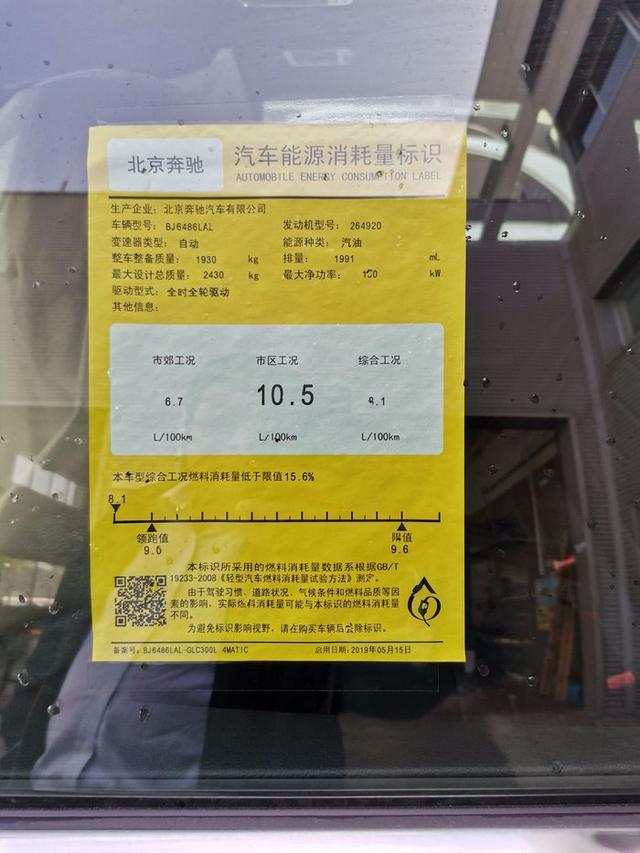 北京奔驰
汽车能源消耗量标识
AUTOMOBILE ENERGY CONSUMPTION LABEL
生产企业: 北京奔驰汽车有限公司
车辆型号: BJ6486LAL 发动机型号: 264920
变速器类型: 自动 能源种类: 汽油
整车整备质量: 1930 kg 排量: 1991 mL
最大设计总质量: 2430 kg 最大净功率: kW
驱动型式: 全时全轮驱动
其他信息:
市郊工况 市区工况 综合工况
6.7 10.5 8.1
L/100km L/100km L/100km
本车型综合工况燃料消耗量低于限值15.6%
8.1
领跑值 限值
9.6
本标识所采用的燃料消耗量数据系根据GB/T
19233-2008《轻型汽车燃料消耗量试验方法》测定。
由于驾驶习惯、道路状况、气候条件和燃料品质等因
素的影响, 实际燃料消耗量可能与本标识的燃料消耗量
不同。
为避免标识影响视野, 请在购买车辆后去除标识。
备案号: BJ6486LAL-GLC300L 4MATIC 启用日期: 2019年05月15日